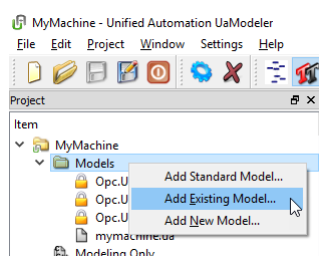 MyMachine - Unified Automation UaModeler
File Edit Project Window Settings Help
Project
Item
MyMachine
Models
Opc.U
Add Standard Model...
Opc.U
Add Existing Model...
Opc.U
Add New Model...
mymachine.ua
Modeling Only